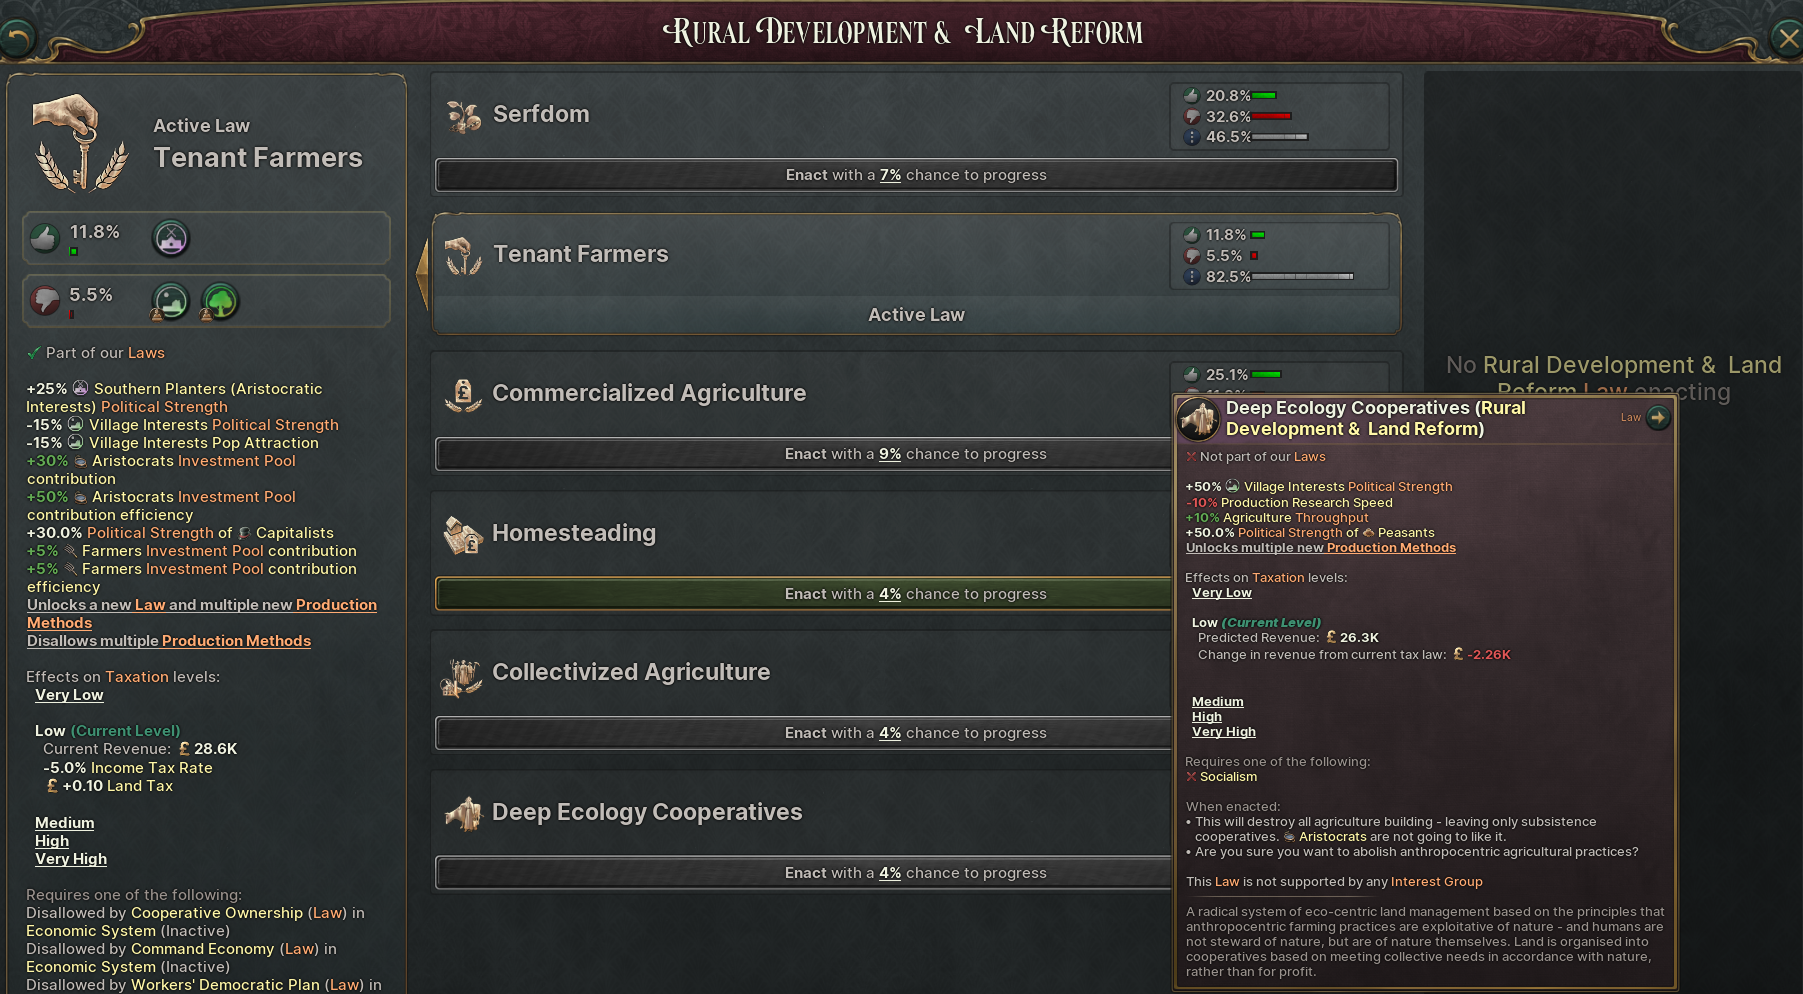 Rural Development & Land Reform
Active Law
Tenant Farmers
11.8%
5.5%
Part of our Laws
+25% Southern Planters (Aristocratic
Interests) Political Strength
-15% Village Interests Political Strength
-15% Village Interests Pop Attraction
+30% Aristocrats Investment Pool
contribution
+50% Aristocrats Investment Pool
contribution efficiency
+30.0% Political Strength of Capitalists
+5% Farmers Investment Pool contribution
+5% Farmers Investment Pool contribution
efficiency
Unlocks a new Law and multiple new Production
Methods
Disallows multiple Production Methods
Effects on Taxation levels:
Very Low
Low (Current Level)
Current Revenue: £ 28.6K
-5.0% Income Tax Rate
£ +0.10 Land Tax
Medium
High
Very High
Requires one of the following:
Disallowed by Cooperative Ownership (Law) in
Economic System (Inactive)
Disallowed by Command Economy (Law) in
Economic System (Inactive)
Disallowed by Workers' Democratic Plan (Law) in
Serfdom
20.8%
32.6%
46.5%
Enact with a 7% chance to progress
Tenant Farmers
11.8%
5.5%
82.5%
Active Law
Commercialized Agriculture
25.1%
Enact with a 9% chance to progress
Homesteading
Enact with a 4% chance to progress
Collectivized Agriculture
Enact with a 4% chance to progress
Deep Ecology Cooperatives
Enact with a 4% chance to progress
No Rural Development & Land
Reform Law enacting
Deep Ecology Cooperatives (Rural
Development & Land Reform)
Law
Not part of our Laws
+50% Village Interests Political Strength
-10% Production Research Speed
+10% Agriculture Throughput
+50.0% Political Strength of Peasants
Unlocks multiple new Production Methods
Effects on Taxation levels:
Very Low
Low (Current Level)
Predicted Revenue: £ 26.3K
Change in revenue from current tax law: £ -2.26K
Medium
High
Very High
Requires one of the following:
Socialism
When enacted:
• This will destroy all agriculture building - leaving only subsistence
cooperatives. Aristocrats are not going to like it.
• Are you sure you want to abolish anthropocentric agricultural practices?
This Law is not supported by any Interest Group
A radical system of eco-centric land management based on the principles that
anthropocentric farming practices are exploitative of nature - and humans are
not steward of nature, but are of nature themselves. Land is organised into
cooperatives based on meeting collective needs in accordance with nature,
rather than for profit.